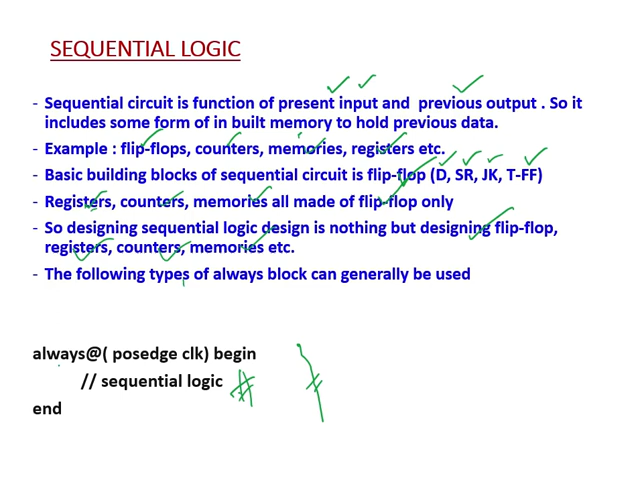 SEQUENTIAL LOGIC
- Sequential circuit is function of present input and previous output . So it
includes some form of in built memory to hold previous data.
- Example : flip-flops, counters, memories, registers etc.
- Basic building blocks of sequential circuit is flip-flop (D, SR, JK, T-FF)
- Registers, counters, memories all made of flip-flop only
- So designing sequential logic design is nothing but designing flip-flop,
registers, counters, memories etc.
- The following types of always block can generally be used
always@( posedge clk) begin
// sequential logic
end